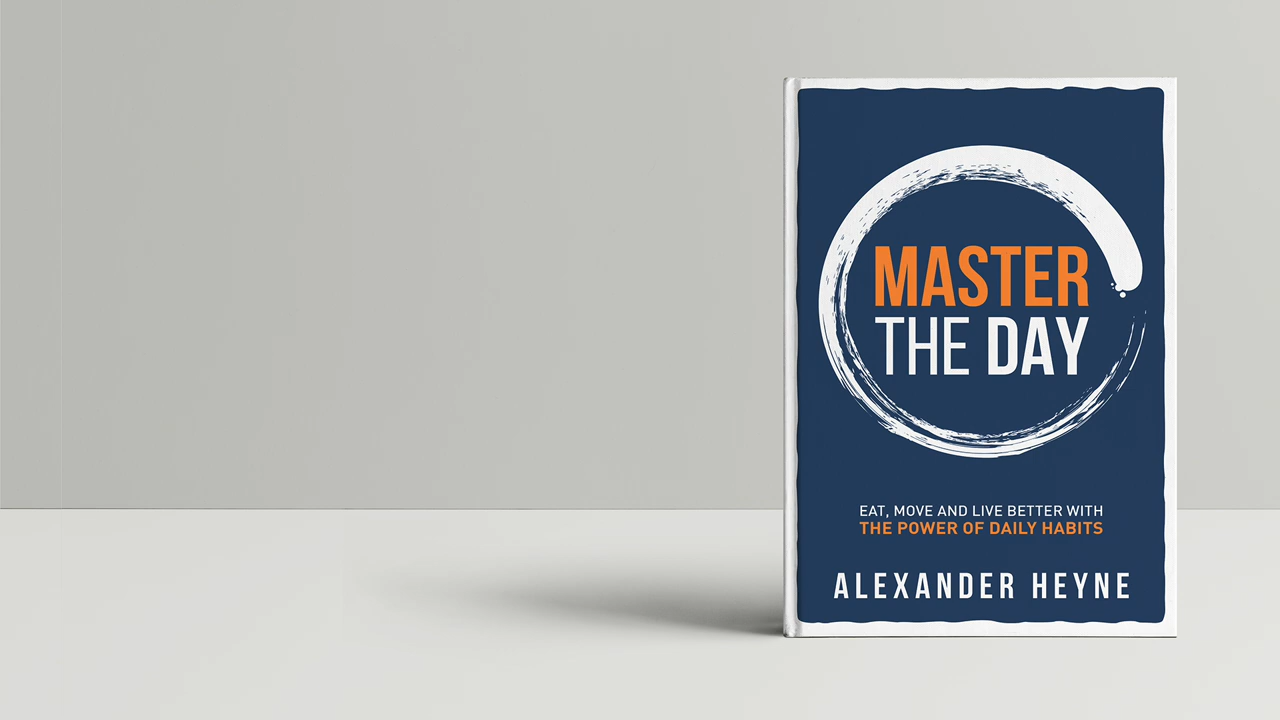 MASTER
THE DAY
EAT, MOVE AND LIVE BETTER WITH
THE POWER OF DAILY HABITS
ALEXANDER HEYNE